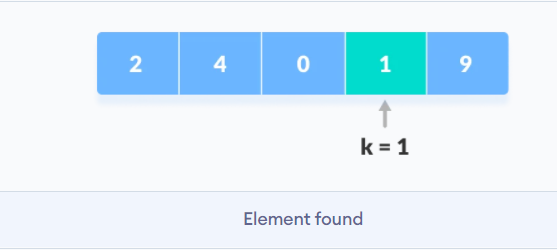 2 4 0 1 9
k = 1
Element found